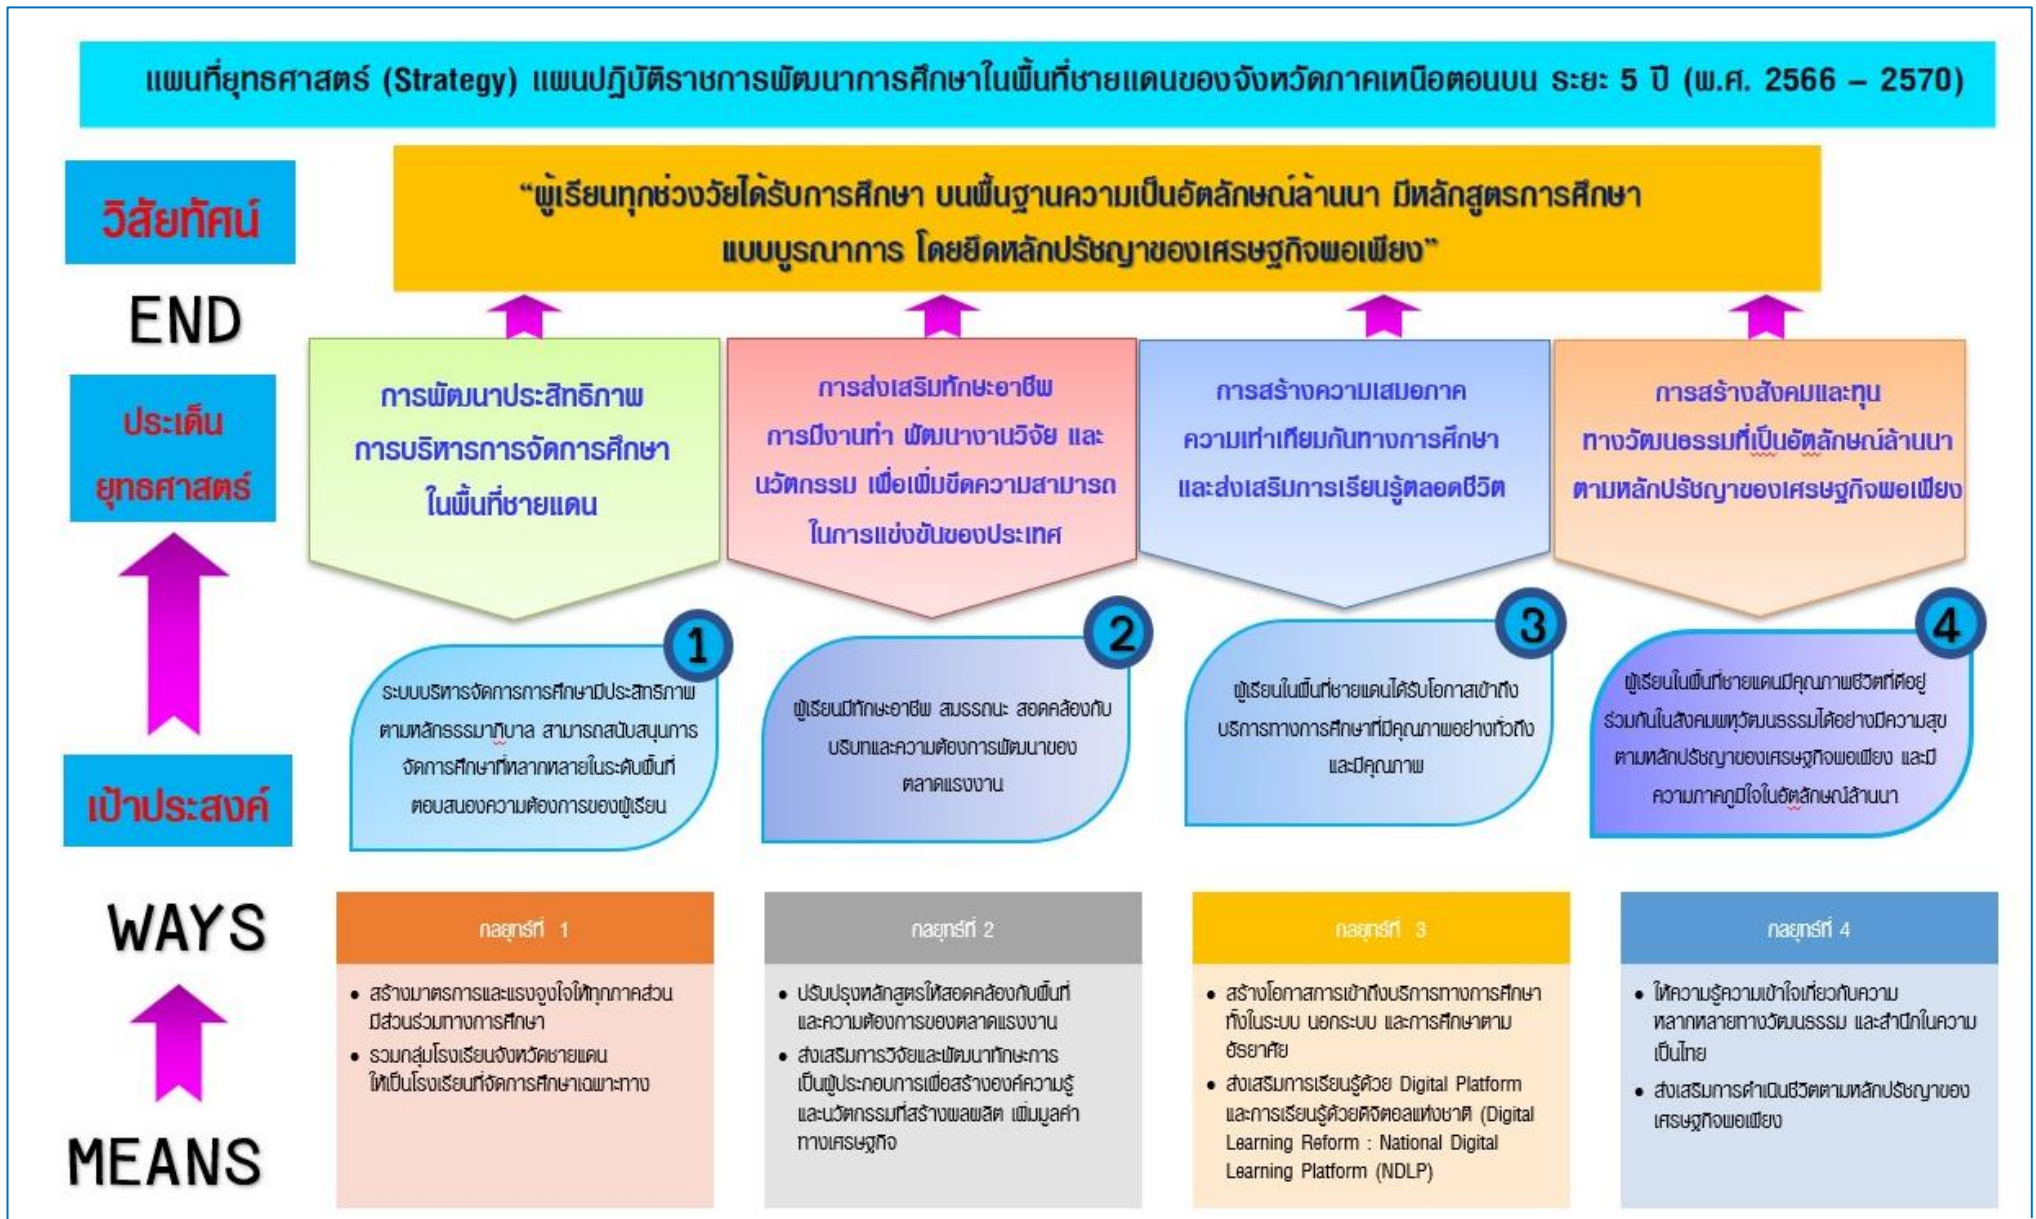 แผนที่ยุทธศาสตร์ (Strategy) แผนปฏิบัติราชการพัฒนาการศึกษาในพื้นที่ชายแดนของจังหวัดภาคเหนือตอนบน ระยะ 5 ปี (พ.ศ. 2566 – 2570)
วิสัยทัศน์
“ผู้เรียนทุกช่วงวัยได้รับการศึกษา บนพื้นฐานความเป็นอัตลักษณ์ล้านนา มีหลักสูตรการศึกษา
แบบบูรณาการ โดยยึดหลักปรัชญาของเศรษฐกิจพอเพียง”
END
ประเด็น
ยุทธศาสตร์
การพัฒนาประสิทธิภาพ
การบริหารการจัดการศึกษา
ในพื้นที่ชายแดน
การส่งเสริมทักษะอาชีพ
การมีงานทำ พัฒนางานวิจัย และ
นวัตกรรม เพื่อเพิ่มขีดความสามารถ
ในการแข่งขันของประเทศ
การสร้างความเสมอภาค
ความเท่าเทียมกันทางการศึกษา
และส่งเสริมการเรียนรู้ตลอดชีวิต
การสร้างสังคมและทุน
ทางวัฒนธรรมที่เป็นอัตลักษณ์ล้านนา
ตามหลักปรัชญาของเศรษฐกิจพอเพียง
เป้าประสงค์
1
ระบบบริหารจัดการการศึกษามีประสิทธิภาพ
ตามหลักธรรมาภิบาล สามารถสนับสนุนการ
จัดการศึกษาที่หลากหลายในระดับพื้นที่
ตอบสนองความต้องการของผู้เรียน
2
ผู้เรียนมีทักษะอาชีพ สมรรถนะ สอดคล้องกับ
บริบทและความต้องการพัฒนาของ
ตลาดแรงงาน
3
ผู้เรียนในพื้นที่ชายแดนได้รับโอกาสเข้าถึง
บริการทางการศึกษาที่มีคุณภาพอย่างทั่วถึง
และมีคุณภาพ
4
ผู้เรียนในพื้นที่ชายแดนมีคุณภาพชีวิตที่ดีอยู่
ร่วมกันในสังคมพหุวัฒนธรรมได้อย่างมีความสุข
ตามหลักปรัชญาของเศรษฐกิจพอเพียง และมี
ความภาคภูมิใจในอัตลักษณ์ล้านนา
WAYS
MEANS
กลยุทธ์ที่ 1
• สร้างมาตรการและแรงจูงใจให้ทุกภาคส่วน
มีส่วนร่วมทางการศึกษา
• รวมกลุ่มโรงเรียนจังหวัดชายแดน
ให้เป็นโรงเรียนที่จัดการศึกษาเฉพาะทาง
กลยุทธ์ที่ 2
• ปรับปรุงหลักสูตรให้สอดคล้องกับพื้นที่
และความต้องการของตลาดแรงงาน
• ส่งเสริมการวิจัยและพัฒนาทักษะการ
เป็นผู้ประกอบการเพื่อสร้างองค์ความรู้
และนวัตกรรมที่สร้างผลผลิต เพิ่มมูลค่า
ทางเศรษฐกิจ
กลยุทธ์ที่ 3
• สร้างโอกาสการเข้าถึงบริการทางการศึกษา
ทั้งในระบบ นอกระบบ และการศึกษาตาม
อัธยาศัย
• ส่งเสริมการเรียนรู้ด้วย Digital Platform
และการเรียนรู้ด้วยดิจิตอลแห่งชาติ (Digital
Learning Reform : National Digital
Learning Platform (NDLP)
กลยุทธ์ที่ 4
• ให้ความรู้ความเข้าใจเกี่ยวกับความ
หลากหลายทางวัฒนธรรม และสำนึกในความ
เป็นไทย
• ส่งเสริมการดำเนินชีวิตตามหลักปรัชญาของ
เศรษฐกิจพอเพียง